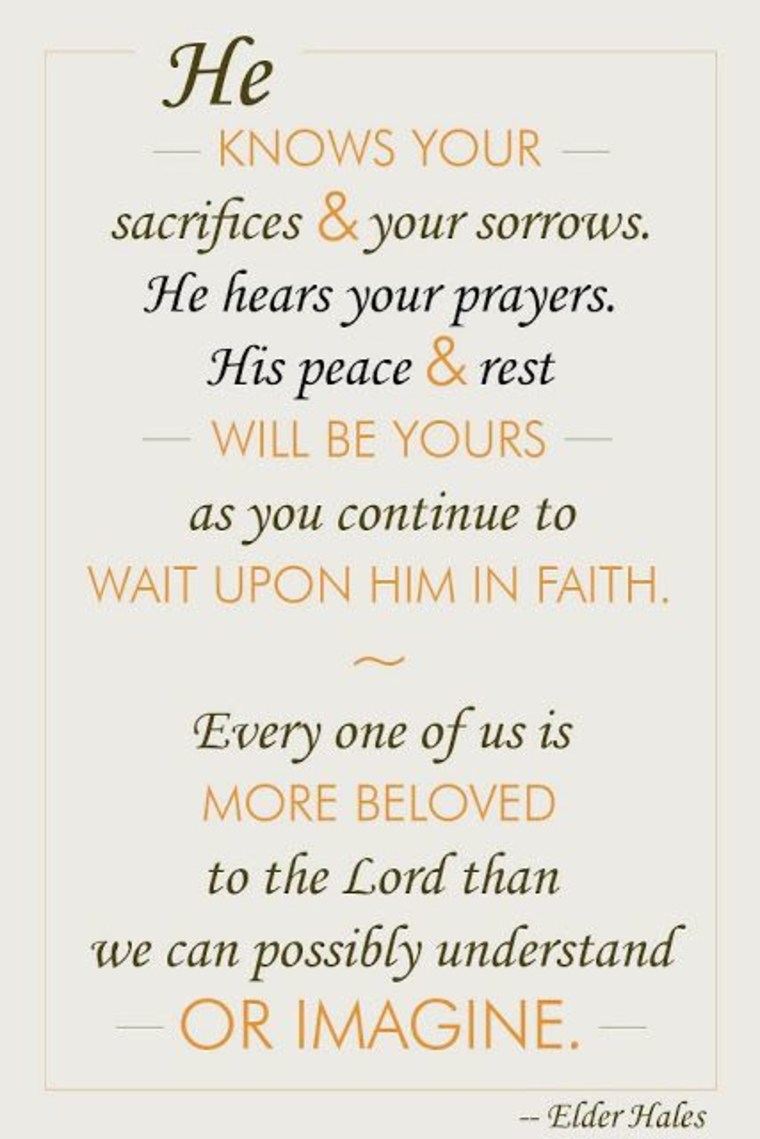 He
KNOWS YOUR
sacrifices & your sorrows.
He hears your prayers.
His peace & rest
WILL BE YOURS
as you continue to
WAIT UPON HIM IN FAITH.
~
Every one of us is
MORE BELOVED
to the Lord than
we can possibly understand
OR IMAGINE.
-- Elder Hales